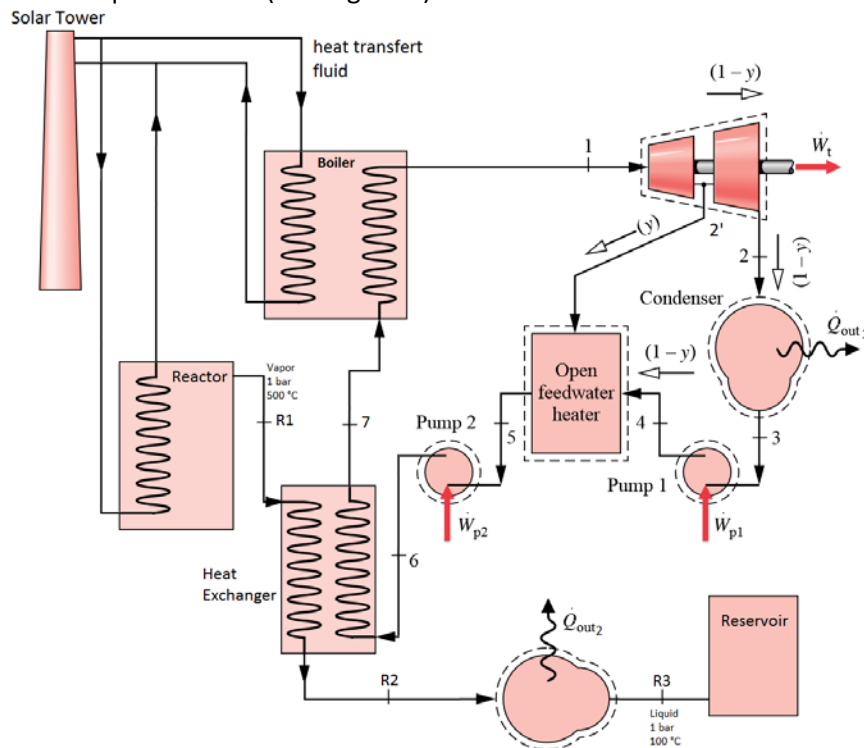 Solar Tower
heat transfert
fluid
(1 – y)
Boiler
1
Ẇt
(y)
2'
2
(1 – y)
Condenser
Q̇out1
Reactor
Vapor
1 bar
500 °C
R1
7
Open
feedwater
heater
(1 – y)
Pump 2
5
4
3
Pump 1
Ẇp2
Ẇp1
6
Heat
Exchanger
Q̇out2
Reservoir
R2
R3
Liquid
1 bar
100 °C